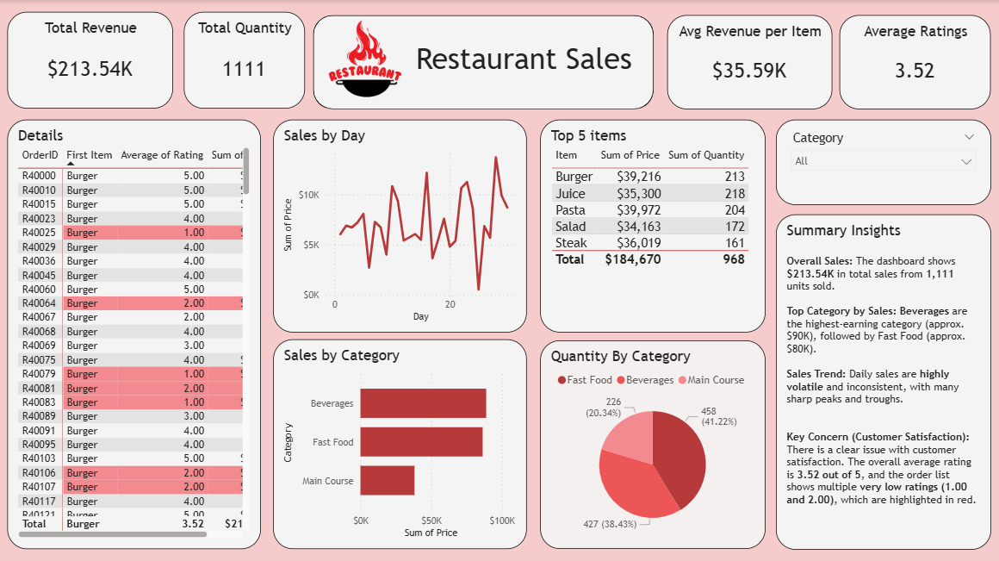 Total Revenue
$213.54K
Total Quantity
1111
RESTAURANT
Restaurant Sales
Avg Revenue per Item
$35.59K
Average Ratings
3.52
Details
OrderID First Item Average of Rating Sum of
R40000 Burger 5.00
R40010 Burger 5.00
R40015 Burger 5.00
R40023 Burger 4.00
R40025 Burger 1.00
R40029 Burger 4.00
R40036 Burger 4.00
R40045 Burger 4.00
R40060 Burger 5.00
R40064 Burger 2.00
R40067 Burger 2.00
R40068 Burger 4.00
R40069 Burger 3.00
R40075 Burger 4.00
R40079 Burger 1.00
R40081 Burger 2.00
R40083 Burger 1.00
R40089 Burger 3.00
R40091 Burger 4.00
R40095 Burger 4.00
R40103 Burger 5.00
R40106 Burger 2.00
R40107 Burger 2.00
R40117 Burger 4.00
R40121 Burger 5.00
Total Burger 3.52 $21
Sales by Day
Sum of Price
$10K
$5K
$0K
0 20
Day
Top 5 items
Item Sum of Price Sum of Quantity
Burger $39,216 213
Juice $35,300 218
Pasta $39,972 204
Salad $34,163 172
Steak $36,019 161
Total $184,670 968
Category
All
Sales by Category
Category
Beverages
Fast Food
Main Course
$0K $50K $100K
Sum of Price
Quantity By Category
Fast Food Beverages Main Course
226
(20.34%)
458
(41.22%)
427 (38.43%)
Summary Insights
Overall Sales: The dashboard shows
$213.54K in total sales from 1,111
units sold.
Top Category by Sales: Beverages are
the highest-earning category (approx.
$90K), followed by Fast Food (approx.
$80K).
Sales Trend: Daily sales are highly
volatile and inconsistent, with many
sharp peaks and troughs.
Key Concern (Customer Satisfaction):
There is a clear issue with customer
satisfaction. The overall average rating
is 3.52 out of 5, and the order list
shows multiple very low ratings (1.00
and 2.00), which are highlighted in red.